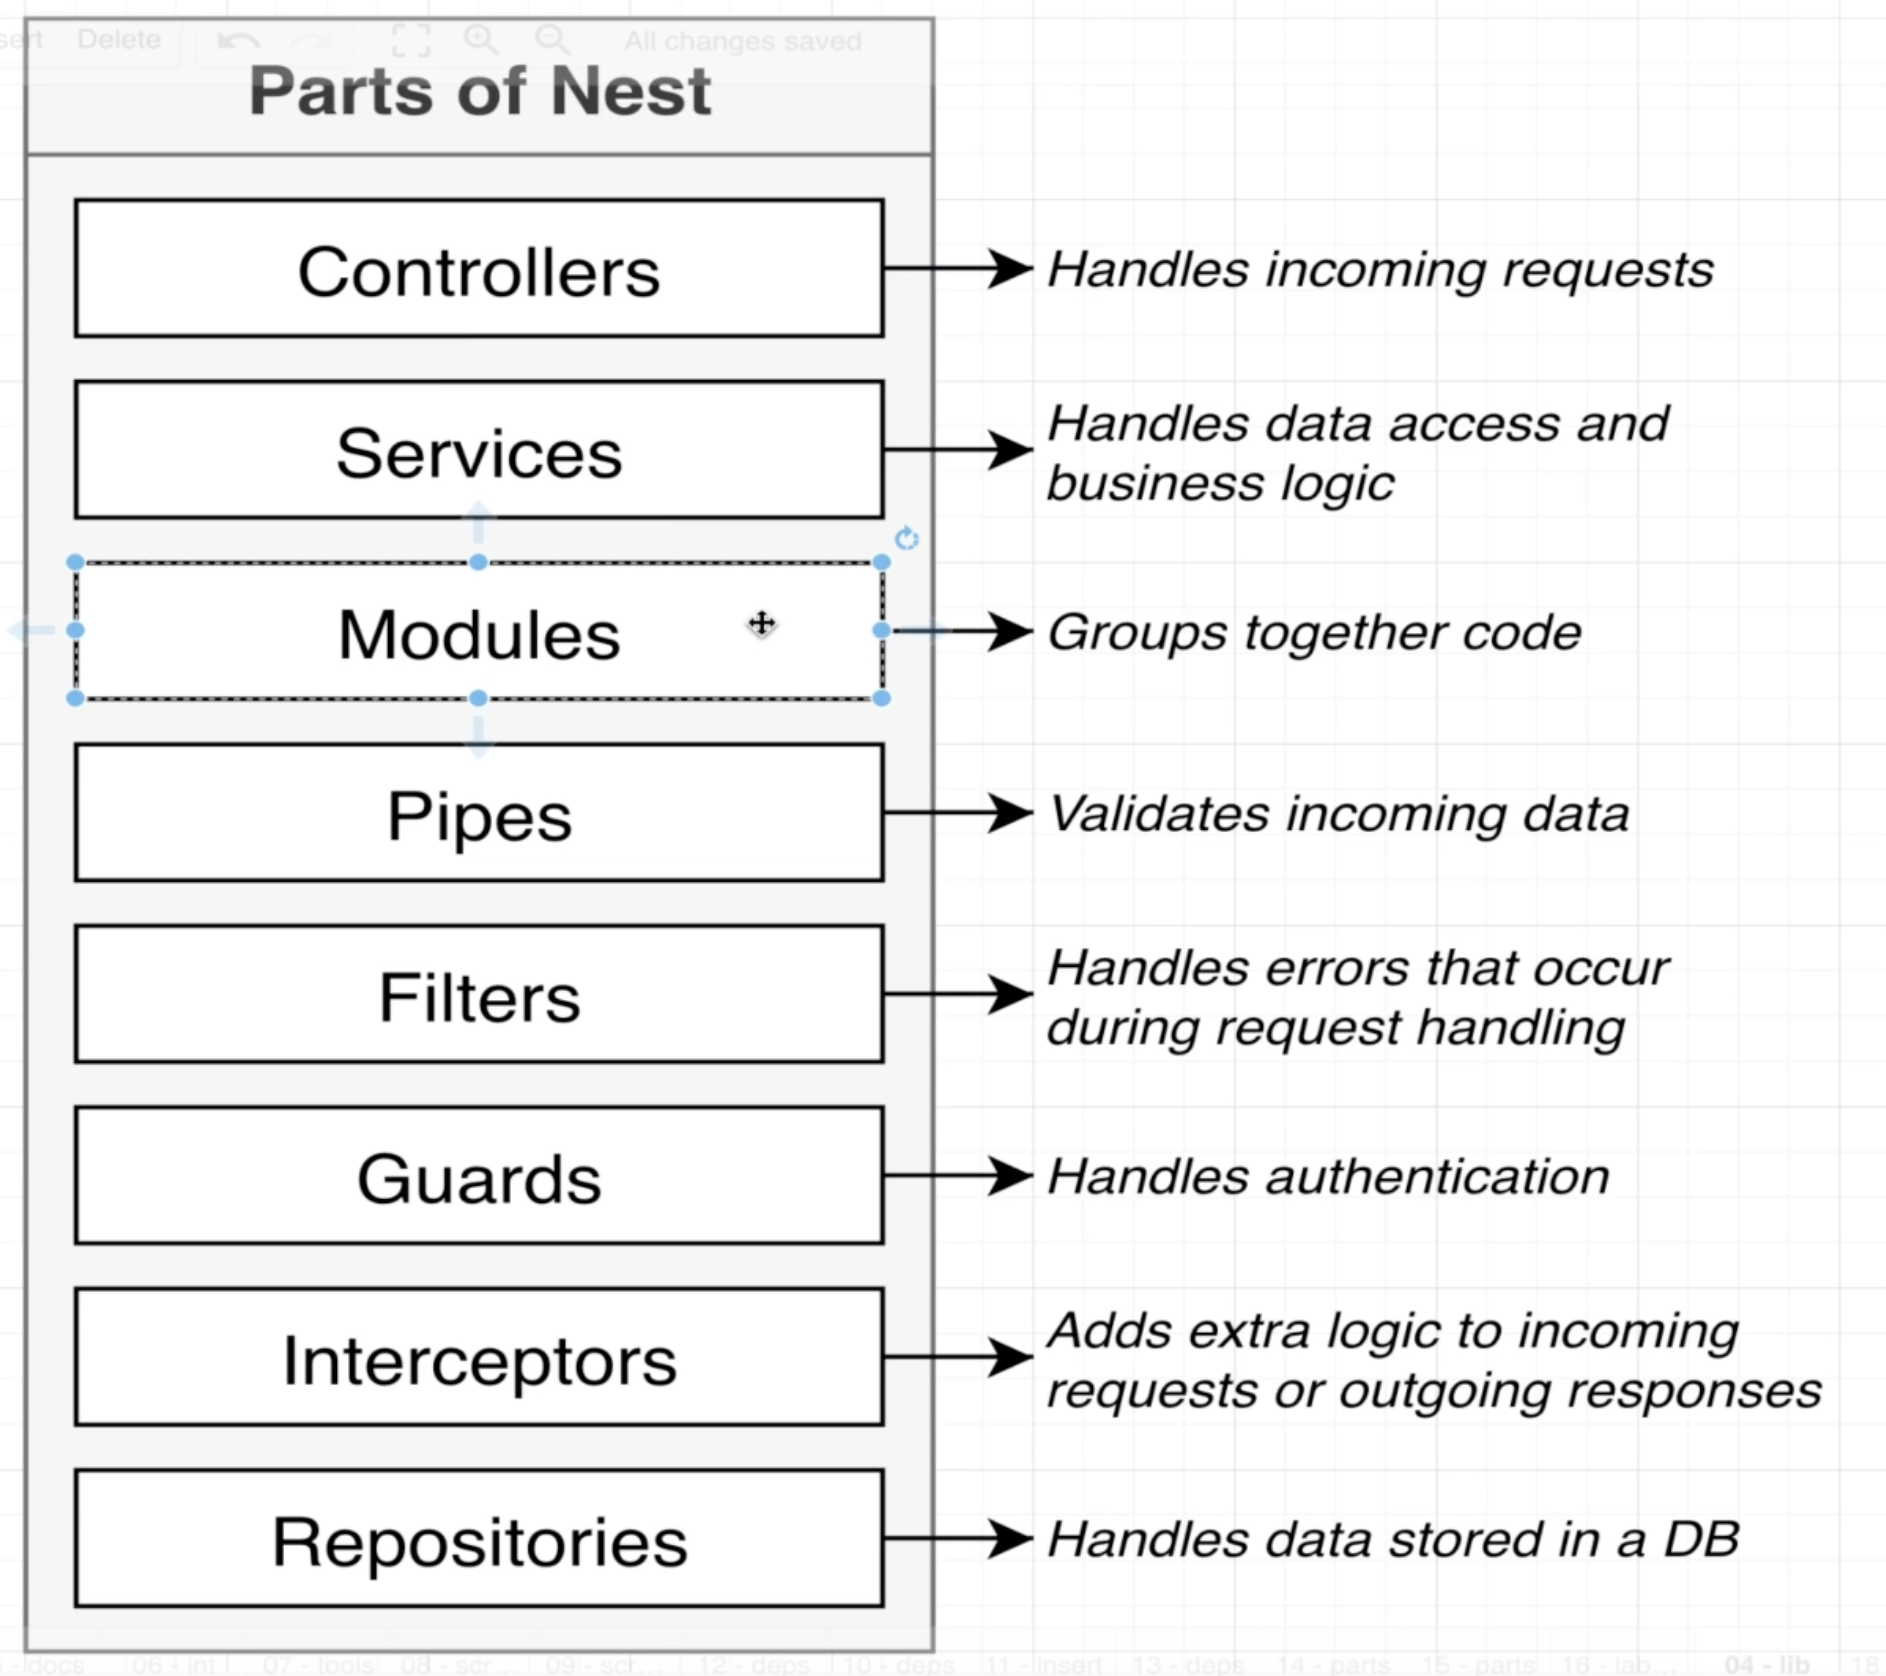 sert Delete All changes saved
Parts of Nest
Controllers
Handles incoming requests
Services
Handles data access and
business logic
Modules
Groups together code
Pipes
Validates incoming data
Filters
Handles errors that occur
during request handling
Guards
Handles authentication
Interceptors
Adds extra logic to incoming
requests or outgoing responses
Repositories
Handles data stored in a DB
- docs 06 - int 07 - tools 08 - scr... 09 - scr... 12 - deps 10 - deps 11 - insert 13 - deps 14 - parts 15 - parts 16 - lab... 04 - lib 18